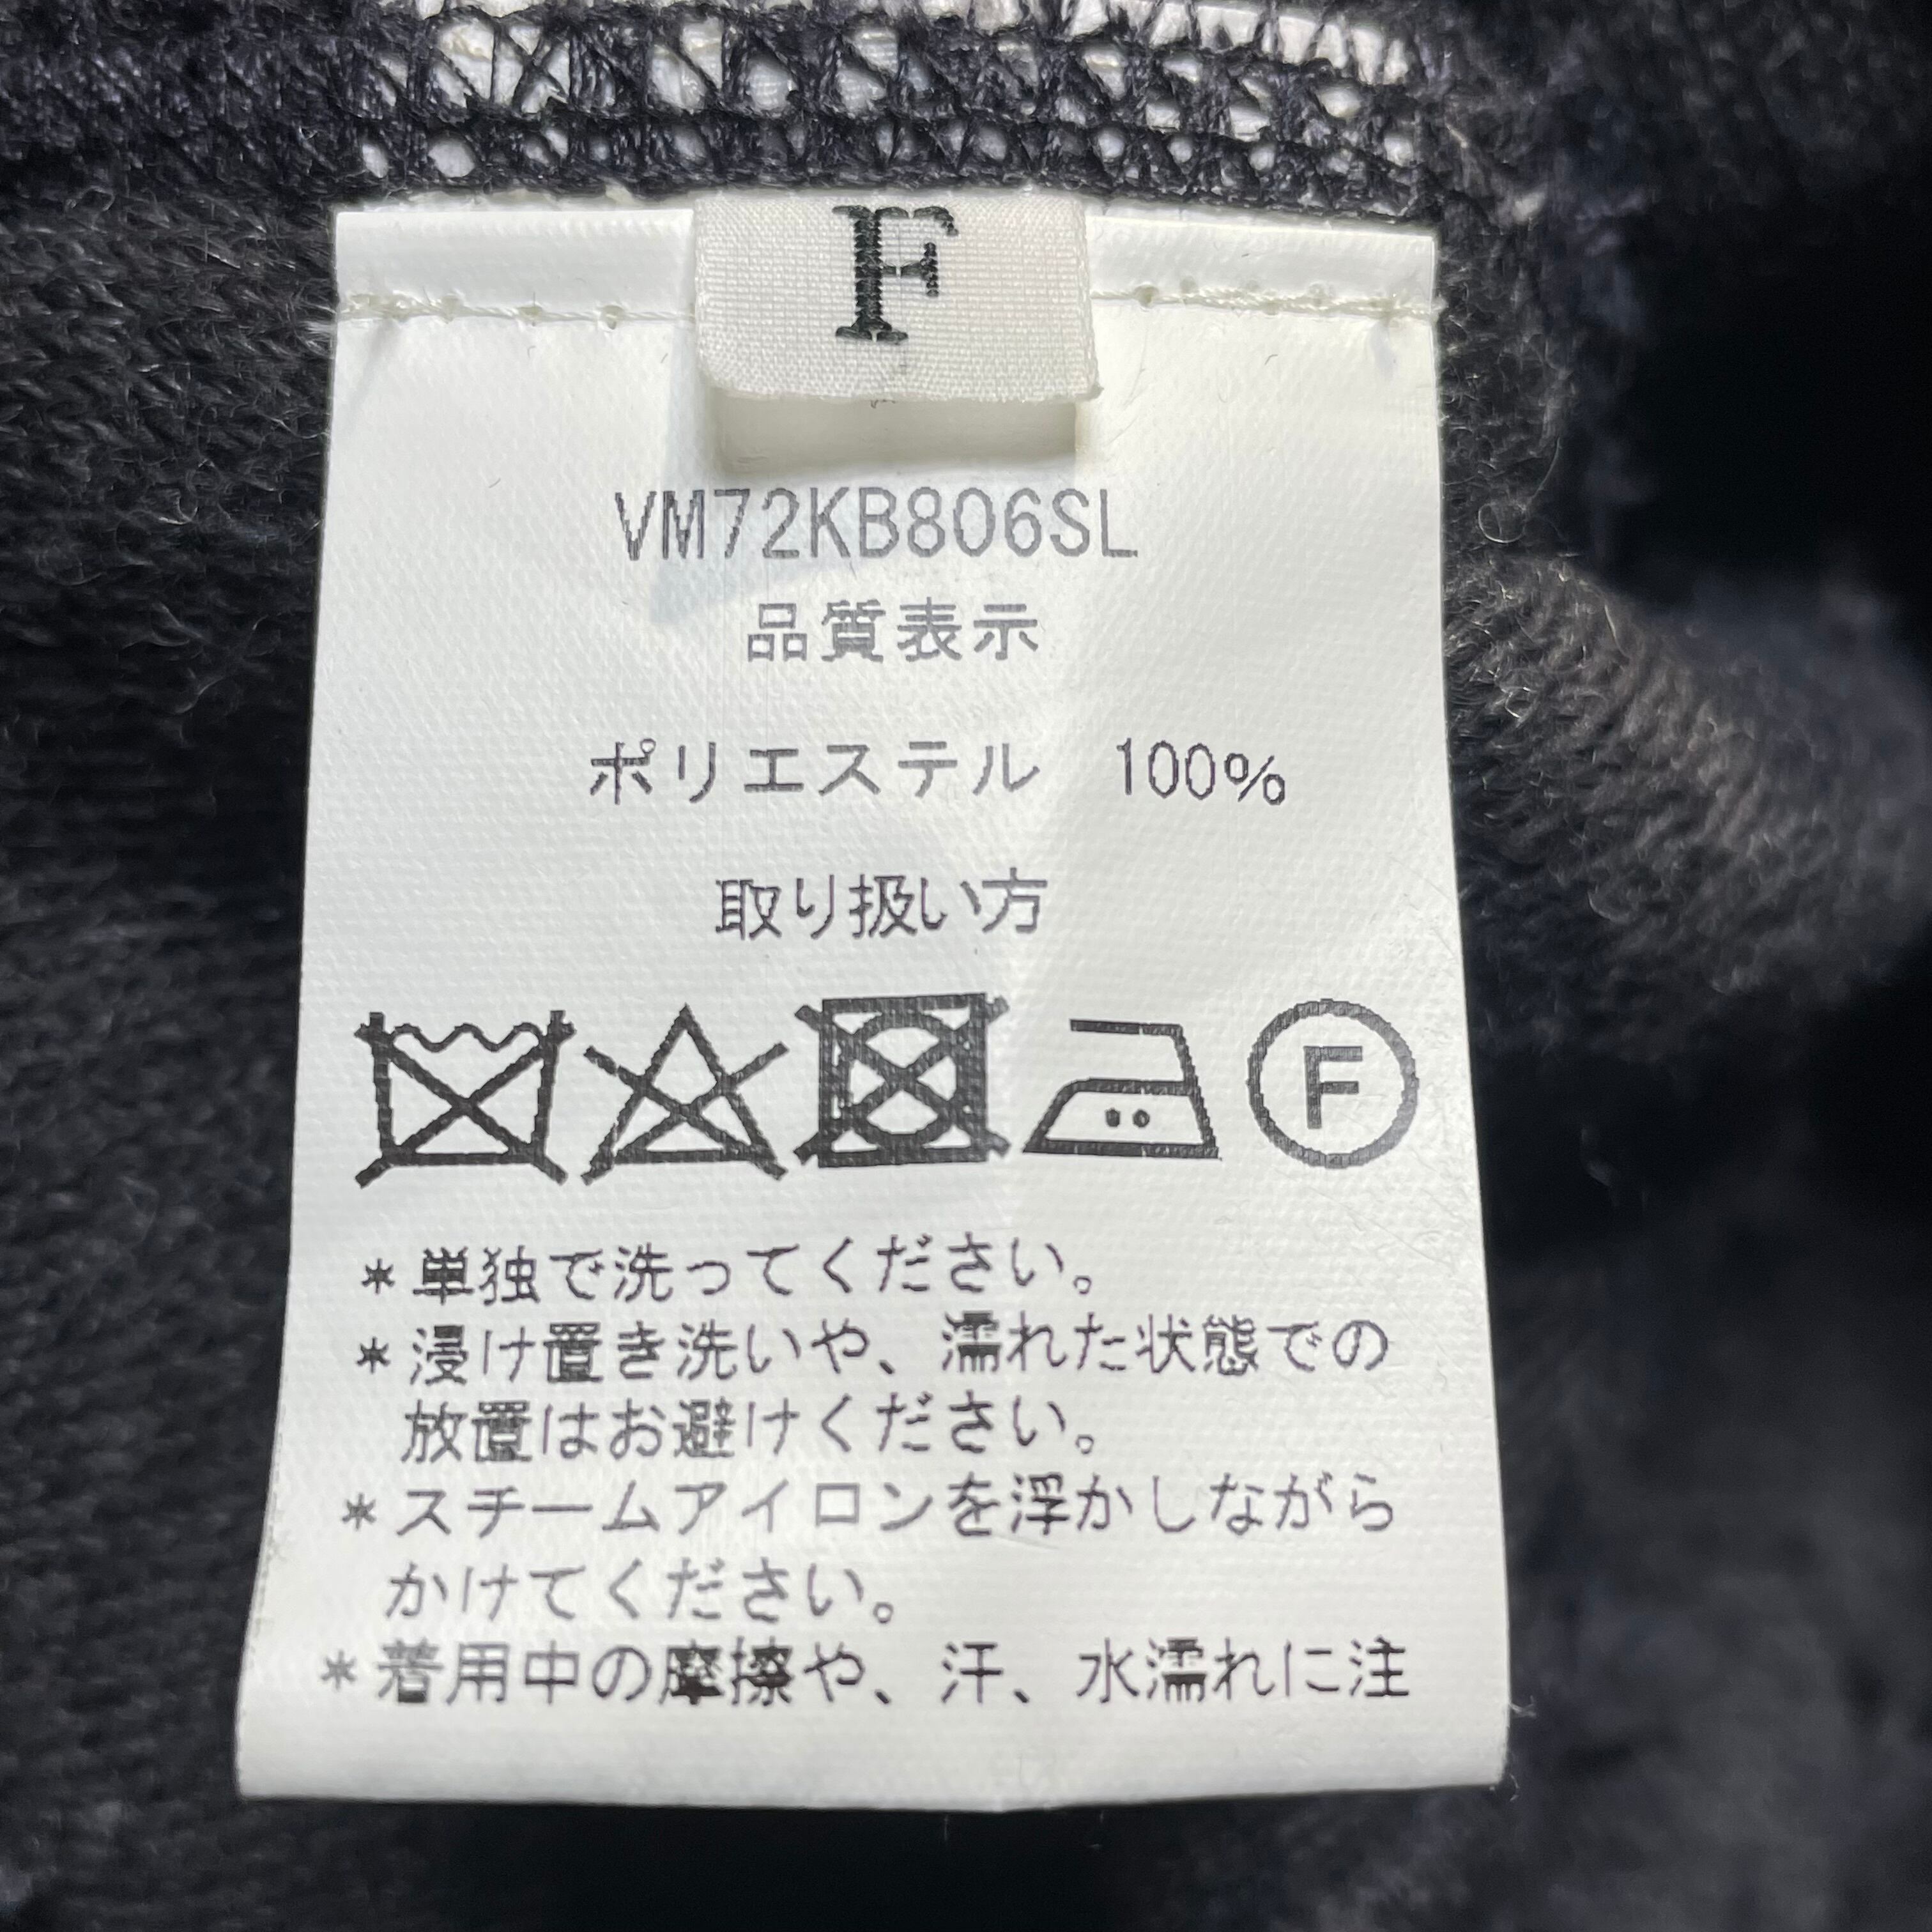 F
VM72KB806SL
品質表示
ポリエステル 100%
取り扱い方
F
*単独で洗ってください。
*浸け置き洗いや、濡れた状態での
放置はお避けください。
*スチームアイロンを浮かしながら
かけてください。
*着用中の摩擦や、汗、水濡れに注